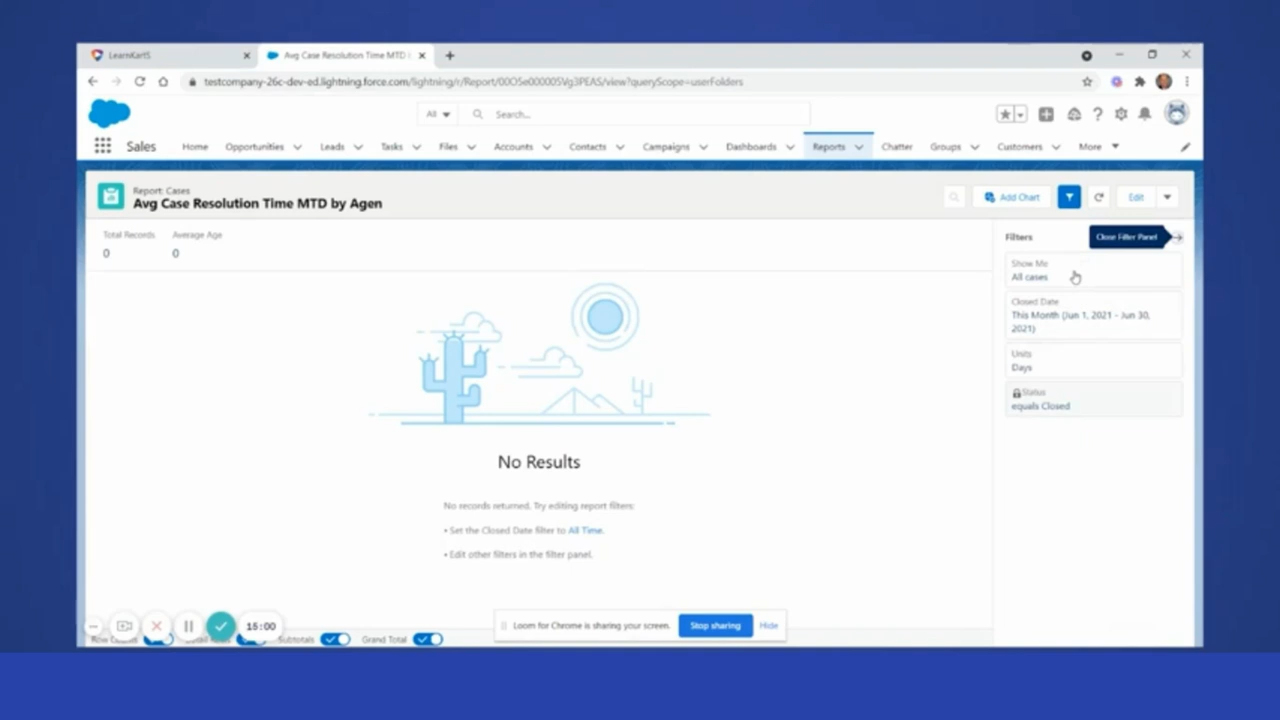 LearnKartS
Avg Case Resolution Time MTD
testcompany-26c-dev-ed.lightning.force.com/lightning/r/Report/00O5e000005Vg3PEAS/view?queryScope=userFolders
All
Search...
Sales
Home Opportunities Leads Tasks Files Accounts Contacts Campaigns Dashboards Reports Chatter Groups Customers More
Report: Cases
Avg Case Resolution Time MTD by Agen
Add Chart
Edit
Total Records Average Age
0 0
Filters
Close Filter Panel
Show Me
All cases
Closed Date
This Month (Jun 1, 2021 - Jun 30,
2021)
Units
Days
Status
equals Closed
No Results
No records returned. Try editing report filters:
• Set the Closed Date filter to All Time.
• Edit other filters in the filter panel.
15:00
Loom for Chrome is sharing your screen.
Stop sharing
Hide
Row Subtotals Grand Total